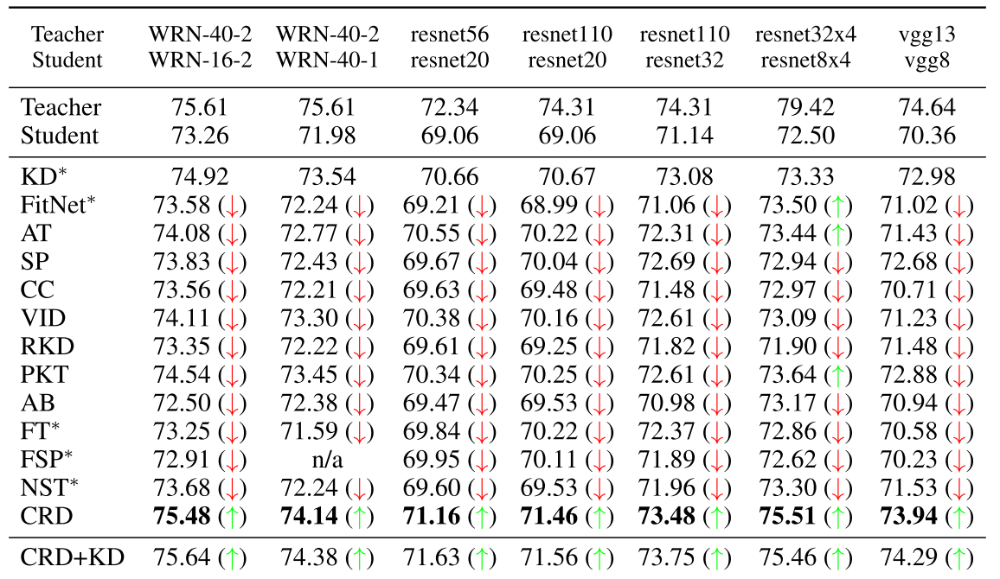 Teacher WRN-40-2 WRN-40-2 resnet56 resnet110 resnet110 resnet32x4 vgg13
Student WRN-16-2 WRN-40-1 resnet20 resnet20 resnet32 resnet8x4 vgg8
Teacher 75.61 75.61 72.34 74.31 74.31 79.42 74.64
Student 73.26 71.98 69.06 69.06 71.14 72.50 70.36
KD* 74.92 73.54 70.66 70.67 73.08 73.33 72.98
FitNet* 73.58 (↓) 72.24 (↓) 69.21 (↓) 68.99 (↓) 71.06 (↓) 73.50 (↑) 71.02 (↓)
AT 74.08 (↓) 72.77 (↓) 70.55 (↓) 70.22 (↓) 72.31 (↓) 73.44 (↑) 71.43 (↓)
SP 73.83 (↓) 72.43 (↓) 69.67 (↓) 70.04 (↓) 72.69 (↓) 72.94 (↓) 72.68 (↓)
CC 73.56 (↓) 72.21 (↓) 69.63 (↓) 69.48 (↓) 71.48 (↓) 72.97 (↓) 70.71 (↓)
VID 74.11 (↓) 73.30 (↓) 70.38 (↓) 70.16 (↓) 72.61 (↓) 73.09 (↓) 71.23 (↓)
RKD 73.35 (↓) 72.22 (↓) 69.61 (↓) 69.25 (↓) 71.82 (↓) 71.90 (↓) 71.48 (↓)
PKT 74.54 (↓) 73.45 (↓) 70.34 (↓) 70.25 (↓) 72.61 (↓) 73.64 (↑) 72.88 (↓)
AB 72.50 (↓) 72.38 (↓) 69.47 (↓) 69.53 (↓) 70.98 (↓) 73.17 (↓) 70.94 (↓)
FT* 73.25 (↓) 71.59 (↓) 69.84 (↓) 70.22 (↓) 72.37 (↓) 72.86 (↓) 70.58 (↓)
FSP* 72.91 (↓) n/a 69.95 (↓) 70.11 (↓) 71.89 (↓) 72.62 (↓) 70.23 (↓)
NST* 73.68 (↓) 72.24 (↓) 69.60 (↓) 69.53 (↓) 71.96 (↓) 73.30 (↓) 71.53 (↓)
CRD 75.48 (↑) 74.14 (↑) 71.16 (↑) 71.46 (↑) 73.48 (↑) 75.51 (↑) 73.94 (↑)
CRD+KD 75.64 (↑) 74.38 (↑) 71.63 (↑) 71.56 (↑) 73.75 (↑) 75.46 (↑) 74.29 (↑)